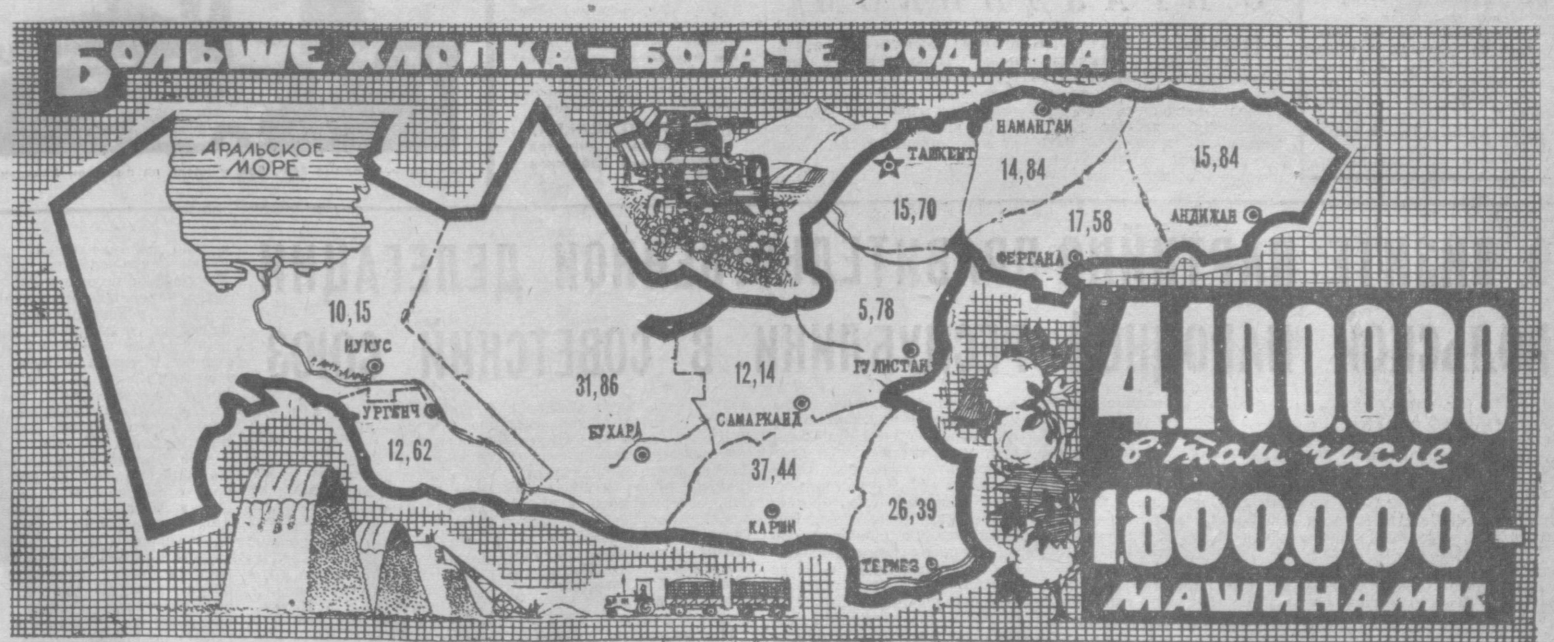 БОЛЬШЕ ХЛОПКА – БОГАЧЕ РОДИНА
АРАЛЬСКОЕ
МОРЕ
НАМАНГАН
ТАШКЕНТ
14,84
15,84
15,70
17,58
АНДИЖАН
ФЕРГАНА
10,15
5,78
НУКУС
ГУЛИСТАН
31,86
12,14
УРГЕНЧ
САМАРКАНД
БУХАРА
12,62
37,44
26,39
КАРШИ
ТЕРМЕЗ
4.100.000
в том числе
1.800.000 -
МАШИНАМИ